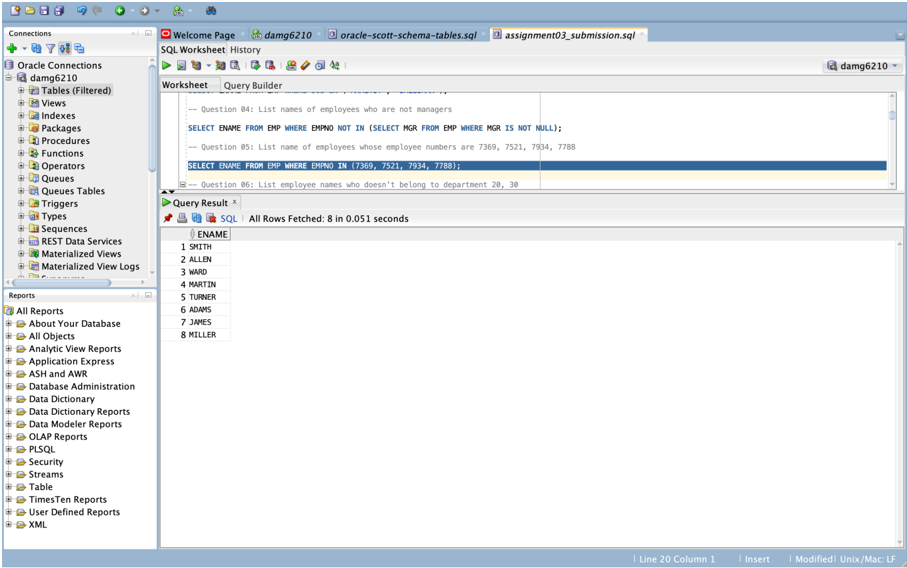 Connections
Oracle Connections
damg6210
Tables (Filtered)
Views
Indexes
Packages
Procedures
Functions
Operators
Queues
Queues Tables
Triggers
Types
Sequences
REST Data Services
Materialized Views
Materialized View Logs
Reports
All Reports
About Your Database
All Objects
Analytic View Reports
Application Express
ASH and AWR
Database Administration
Data Dictionary
Data Dictionary Reports
Data Modeler Reports
OLAP Reports
PLSQL
Security
Streams
Table
TimesTen Reports
User Defined Reports
XML
Welcome Page damg6210 oracle-scott-schema-tables.sql assignment03_submission.sql
SQL Worksheet History
damg6210
Worksheet Query Builder
-- Question 04: List names of employees who are not managers
SELECT ENAME FROM EMP WHERE EMPNO NOT IN (SELECT MGR FROM EMP WHERE MGR IS NOT NULL);
-- Question 05: List name of employees whose employee numbers are 7369, 7521, 7934, 7788
SELECT ENAME FROM EMP WHERE EMPNO IN (7369, 7521, 7934, 7788);
-- Question 06: List employee names who doesn't belong to department 20, 30
Query Result
SQL All Rows Fetched: 8 in 0.051 seconds
ENAME
1 SMITH
2 ALLEN
3 WARD
4 MARTIN
5 TURNER
6 ADAMS
7 JAMES
8 MILLER
Line 20 Column 1 Insert Modified Unix/Mac: LF